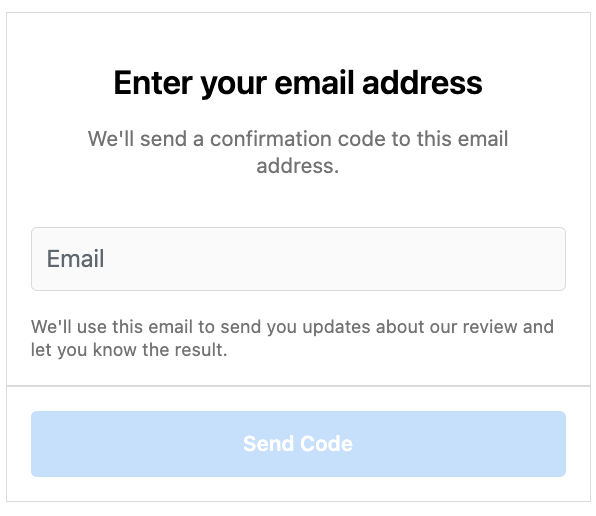 Enter your email address
We'll send a confirmation code to this email
address.
Email
We'll use this email to send you updates about our review and
let you know the result.
Send Code